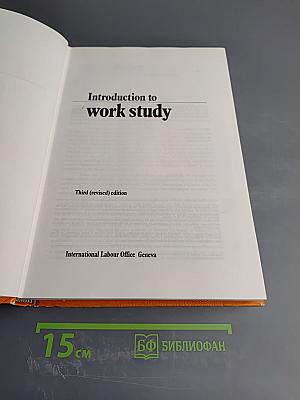 Introduction to
work study
Third (revised) edition
International Labour Office Geneva
15 см
БФ БИБЛИОФАН